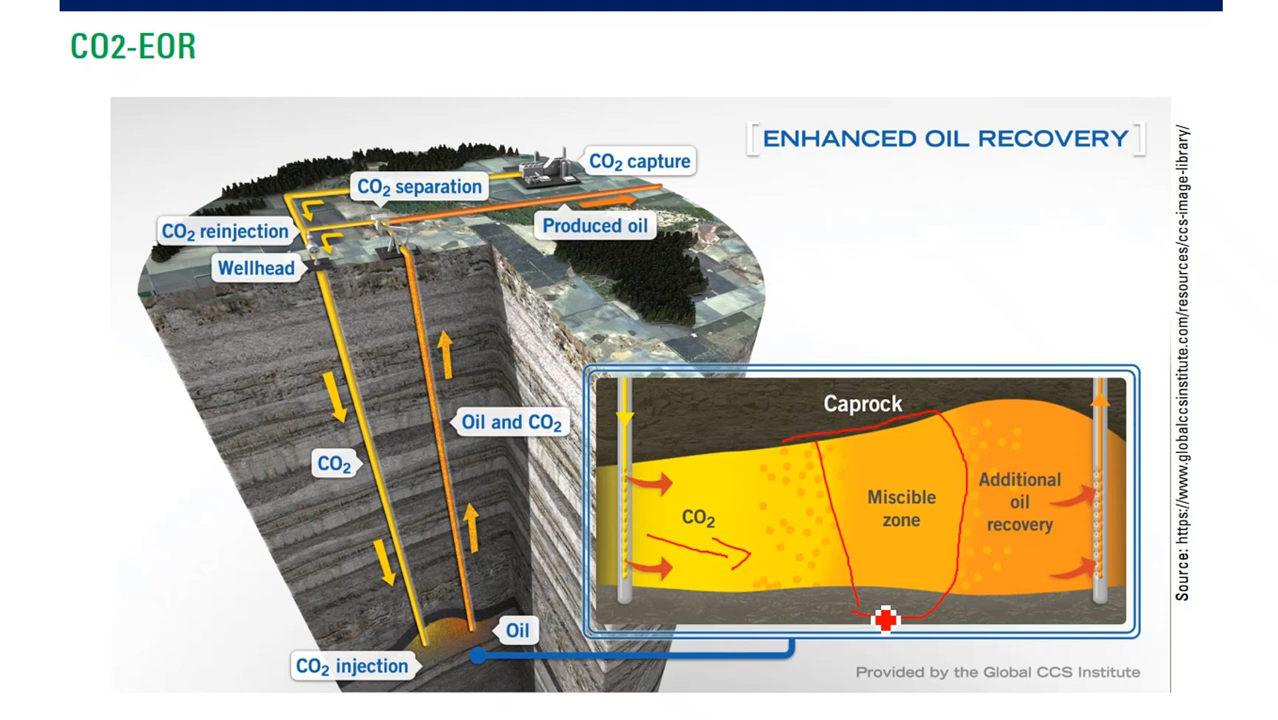 CO2-EOR
[ENHANCED OIL RECOVERY]
CO₂ capture
CO₂ separation
Produced oil
CO₂ reinjection
Wellhead
Oil and CO₂
CO₂
Oil
CO₂ injection
Caprock
CO₂
Miscible
zone
Additional
oil
recovery
Provided by the Global CCS Institute
Source: https://www.globalccsinstitute.com/resources/ccs-image-library/